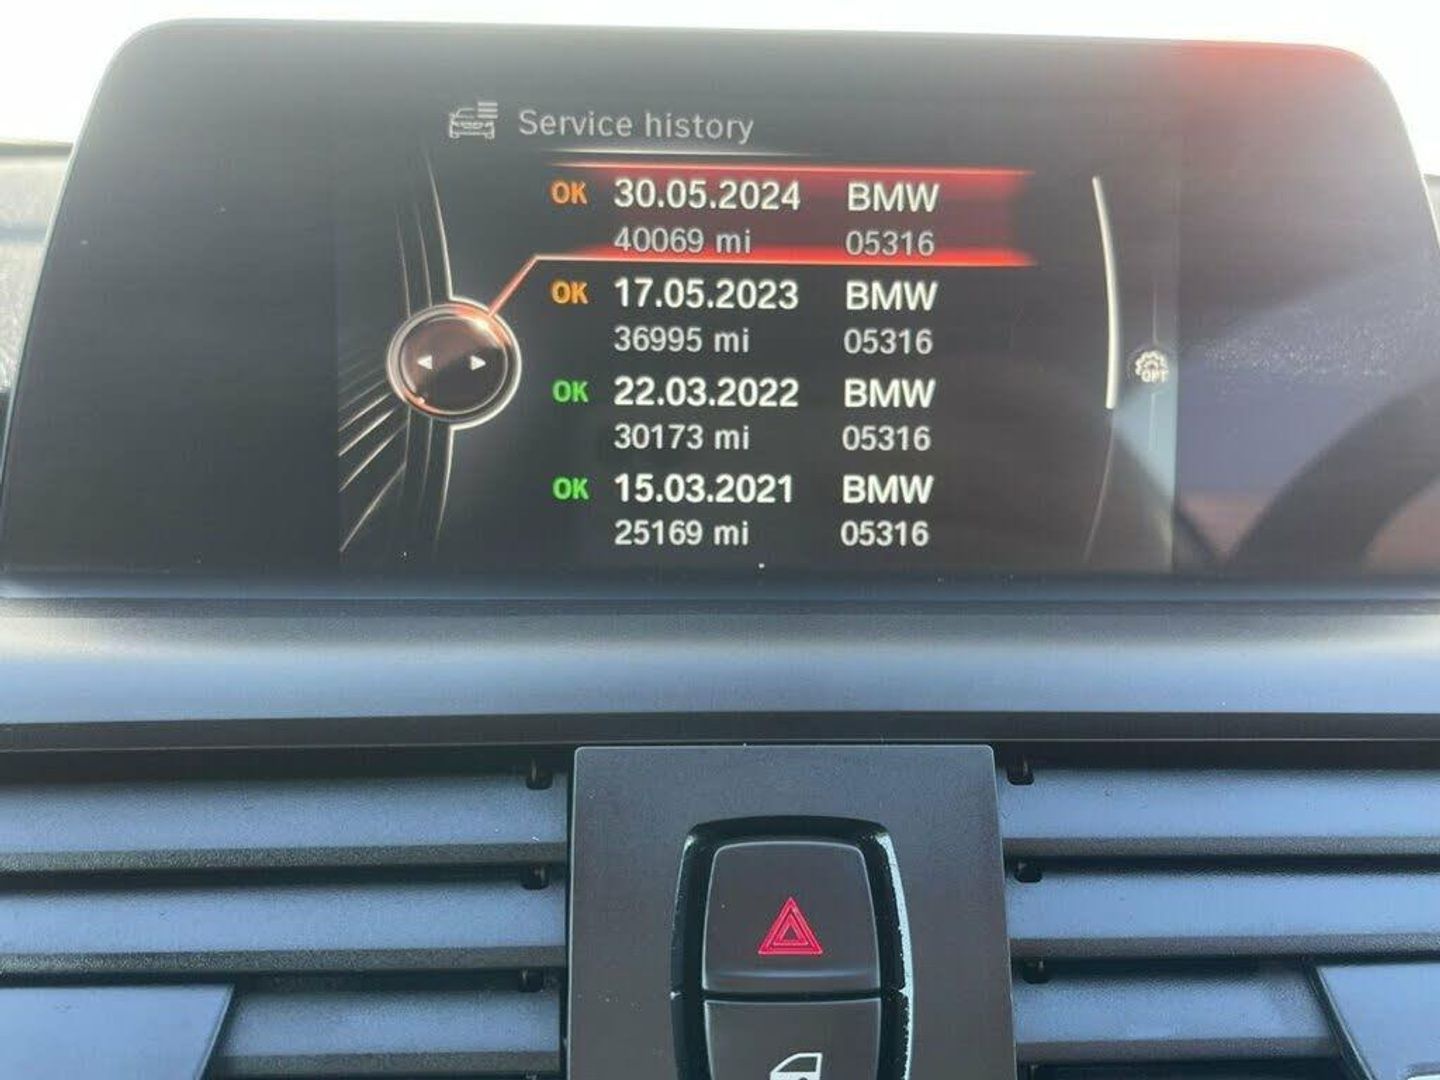 Service history
OK 30.05.2024 BMW
40069 mi 05316
OK 17.05.2023 BMW
36995 mi 05316
OK 22.03.2022 BMW
30173 mi 05316
OK 15.03.2021 BMW
25169 mi 05316
OPT